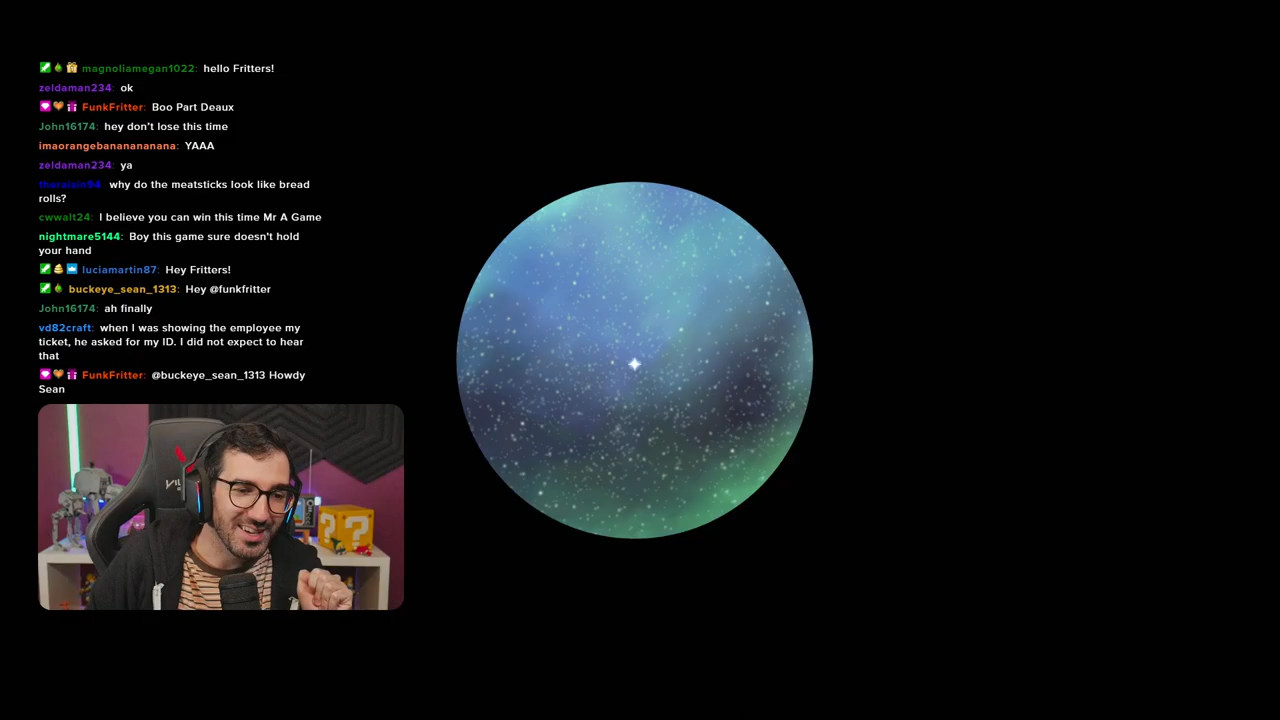 magnoliamegan1022: hello Fritters!
zeldaman234: ok
FunkFritter: Boo Part Deaux
John16174: hey don't lose this time
imaorangebananananana: YAAA
zeldaman234: ya
theralsin94: why do the meatsticks look like bread
rolls?
cwwalt24: I believe you can win this time Mr A Game
nightmare5144: Boy this game sure doesn't hold
your hand
luciamartin87: Hey Fritters!
buckeye_sean_1313: Hey @funkfritter
John16174: ah finally
vd82craft: when I was showing the employee my
ticket, he asked for my ID. I did not expect to hear
that
FunkFritter: @buckeye_sean_1313 Howdy
Sean